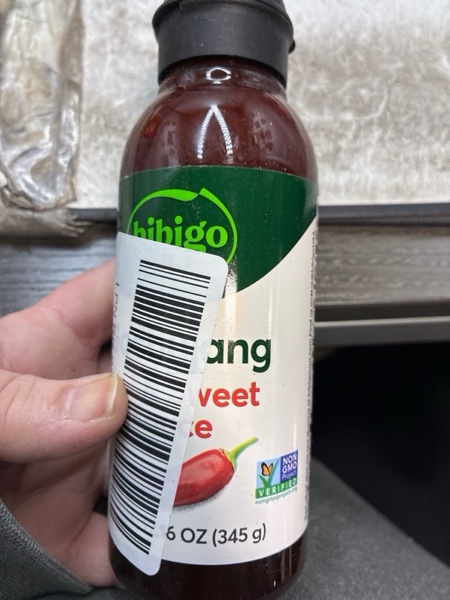 bibigo
ang
weet
ce
NON
GMO
Project
VERIFIED
nongmoproject.org
6 OZ (345 g)